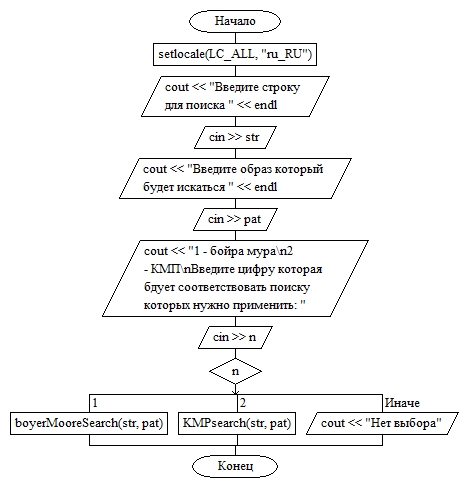 Начало
setlocale(LC_ALL, "ru_RU")
cout << "Введите строку
для поиска " << endl
cin >> str
cout << "Введите образ который
будет искаться " << endl
cin >> pat
cout << "1 - бойра мура\n2
- КМП\nВведите цифру которая
бдует соответствовать поиску
которых нужно применить: "
cin >> n
n
1
2
Иначе
boyerMooreSearch(str, pat)
KMPsearch(str, pat)
cout << "Нет выбора"
Конец